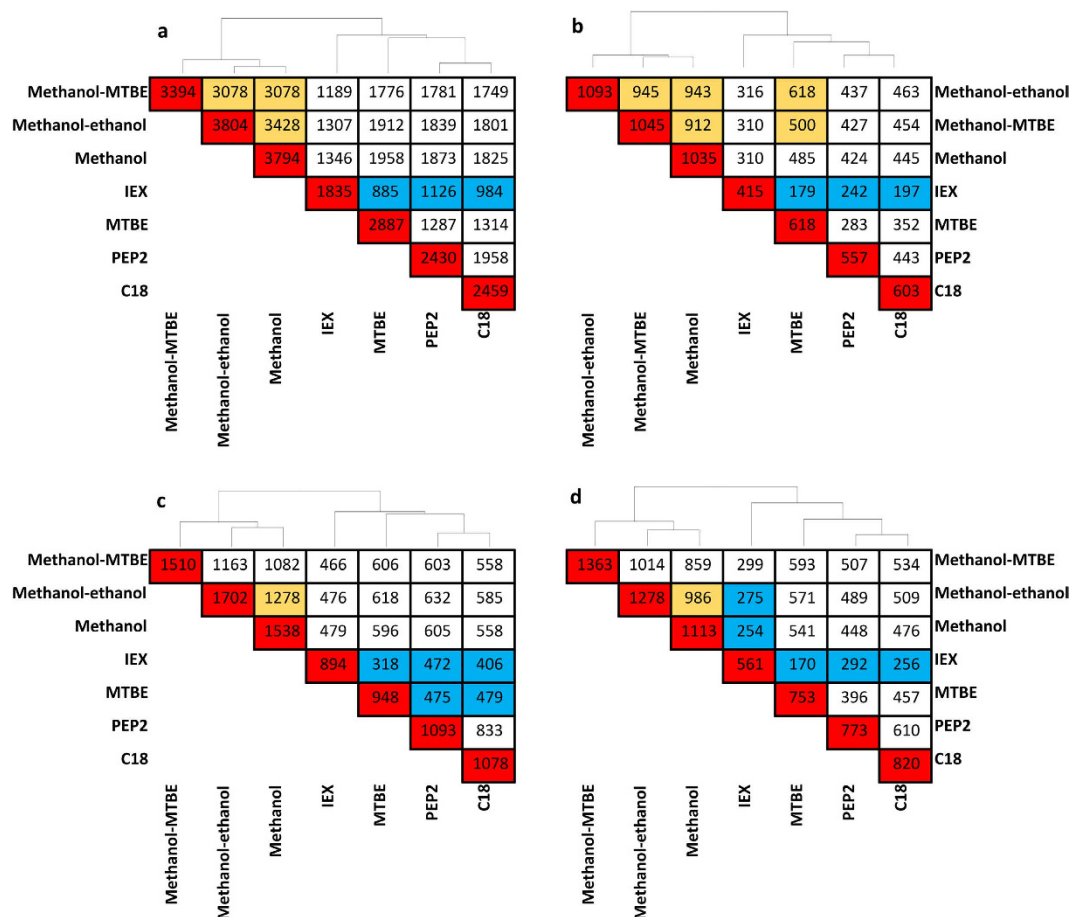 a
Methanol-MTBE 3394 3078 3078 1189 1776 1781 1749
Methanol-ethanol 3804 3428 1307 1912 1839 1801
Methanol 3794 1346 1958 1873 1825
IEX 1835 885 1126 984
MTBE 2887 1287 1314
PEP2 2430 1958
C18 2459
Methanol-MTBE
Methanol-ethanol
Methanol
IEX
MTBE
PEP2
C18
b
1093 945 943 316 618 437 463 Methanol-ethanol
1045 912 310 500 427 454 Methanol-MTBE
1035 310 485 424 445 Methanol
415 179 242 197 IEX
618 283 352 MTBE
557 443 PEP2
603 C18
Methanol-ethanol
Methanol-MTBE
Methanol
IEX
MTBE
PEP2
C18
c
Methanol-MTBE 1510 1163 1082 466 606 603 558
Methanol-ethanol 1702 1278 476 618 632 585
Methanol 1538 479 596 605 558
IEX 894 318 472 406
MTBE 948 475 479
PEP2 1093 833
C18 1078
Methanol-MTBE
Methanol-ethanol
Methanol
IEX
MTBE
PEP2
C18
d
1363 1014 859 299 593 507 534 Methanol-MTBE
1278 986 275 571 489 509 Methanol-ethanol
1113 254 541 448 476 Methanol
561 170 292 256 IEX
753 396 457 MTBE
773 610 PEP2
820 C18
Methanol-MTBE
Methanol-ethanol
Methanol
IEX
MTBE
PEP2
C18